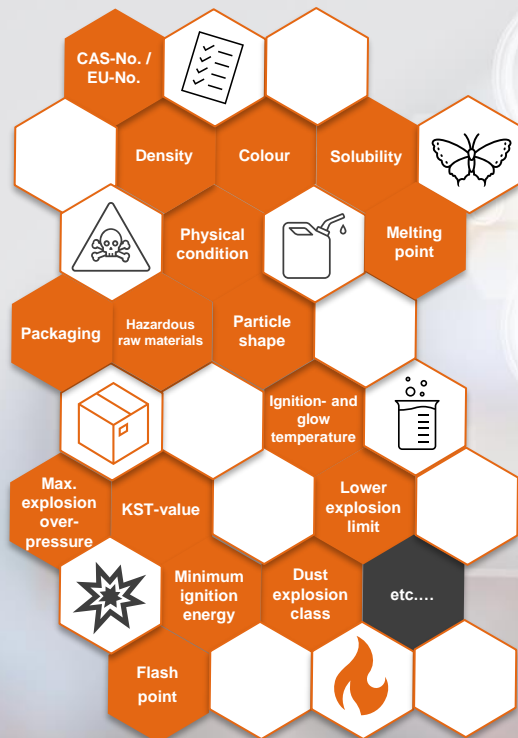 CAS-No. /
EU-No.
Density
Colour
Solubility
Physical
condition
Melting
point
Packaging
Hazardous
raw materials
Particle
shape
Ignition- and
glow
temperature
Max.
explosion
over-
pressure
KST-value
Lower
explosion
limit
Minimum
ignition
energy
Dust
explosion
class
etc.…
Flash
point